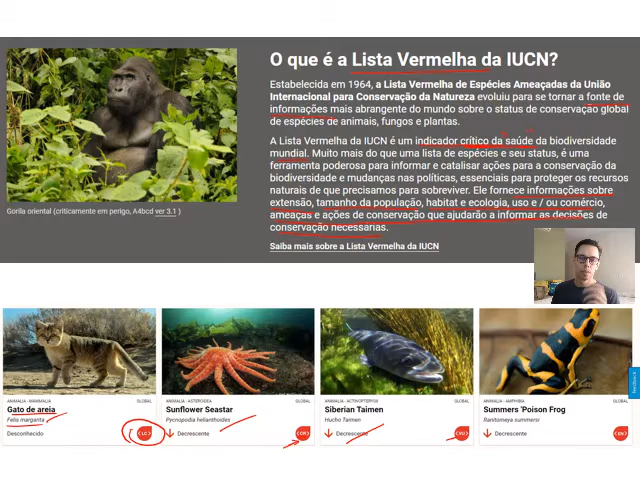 O que é a Lista Vermelha da IUCN?
Estabelecida em 1964, a Lista Vermelha de Espécies Ameaçadas da União
Internacional para Conservação da Natureza evoluiu para se tornar a fonte de
informações mais abrangente do mundo sobre o status de conservação global
de espécies de animais, fungos e plantas.
A Lista Vermelha da IUCN é um indicador crítico da saúde da biodiversidade
mundial. Muito mais do que uma lista de espécies e seu status, é uma
ferramenta poderosa para informar e catalisar ações para a conservação da
biodiversidade e mudanças nas políticas, essenciais para proteger os recursos
naturais de que precisamos para sobreviver. Ele fornece informações sobre
extensão, tamanho da população, habitat e ecologia, uso e / ou comércio,
ameaças e ações de conservação que ajudarão a informar as decisões de
conservação necessárias.
Saiba mais sobre a Lista Vermelha da IUCN
Gorila oriental (criticamente em perigo, A4bcd ver 3.1 )
ANIMALIA - MAMMALIA GLOBAL
Gato de areia
Felis margarita
Desconhecido LC
ANIMALIA - ASTEROIDEA GLOBAL
Sunflower Seastar
Pycnopodia helianthoides
Decrescente CR
ANIMALIA - ACTINOPTERYGII GLOBAL
Siberian Taimen
Hucho Taimen
Decrescente VU
ANIMALIA - AMPHIBIA GLOBAL
Summers 'Poison Frog
Ranitomeya summersi
Decrescente EN